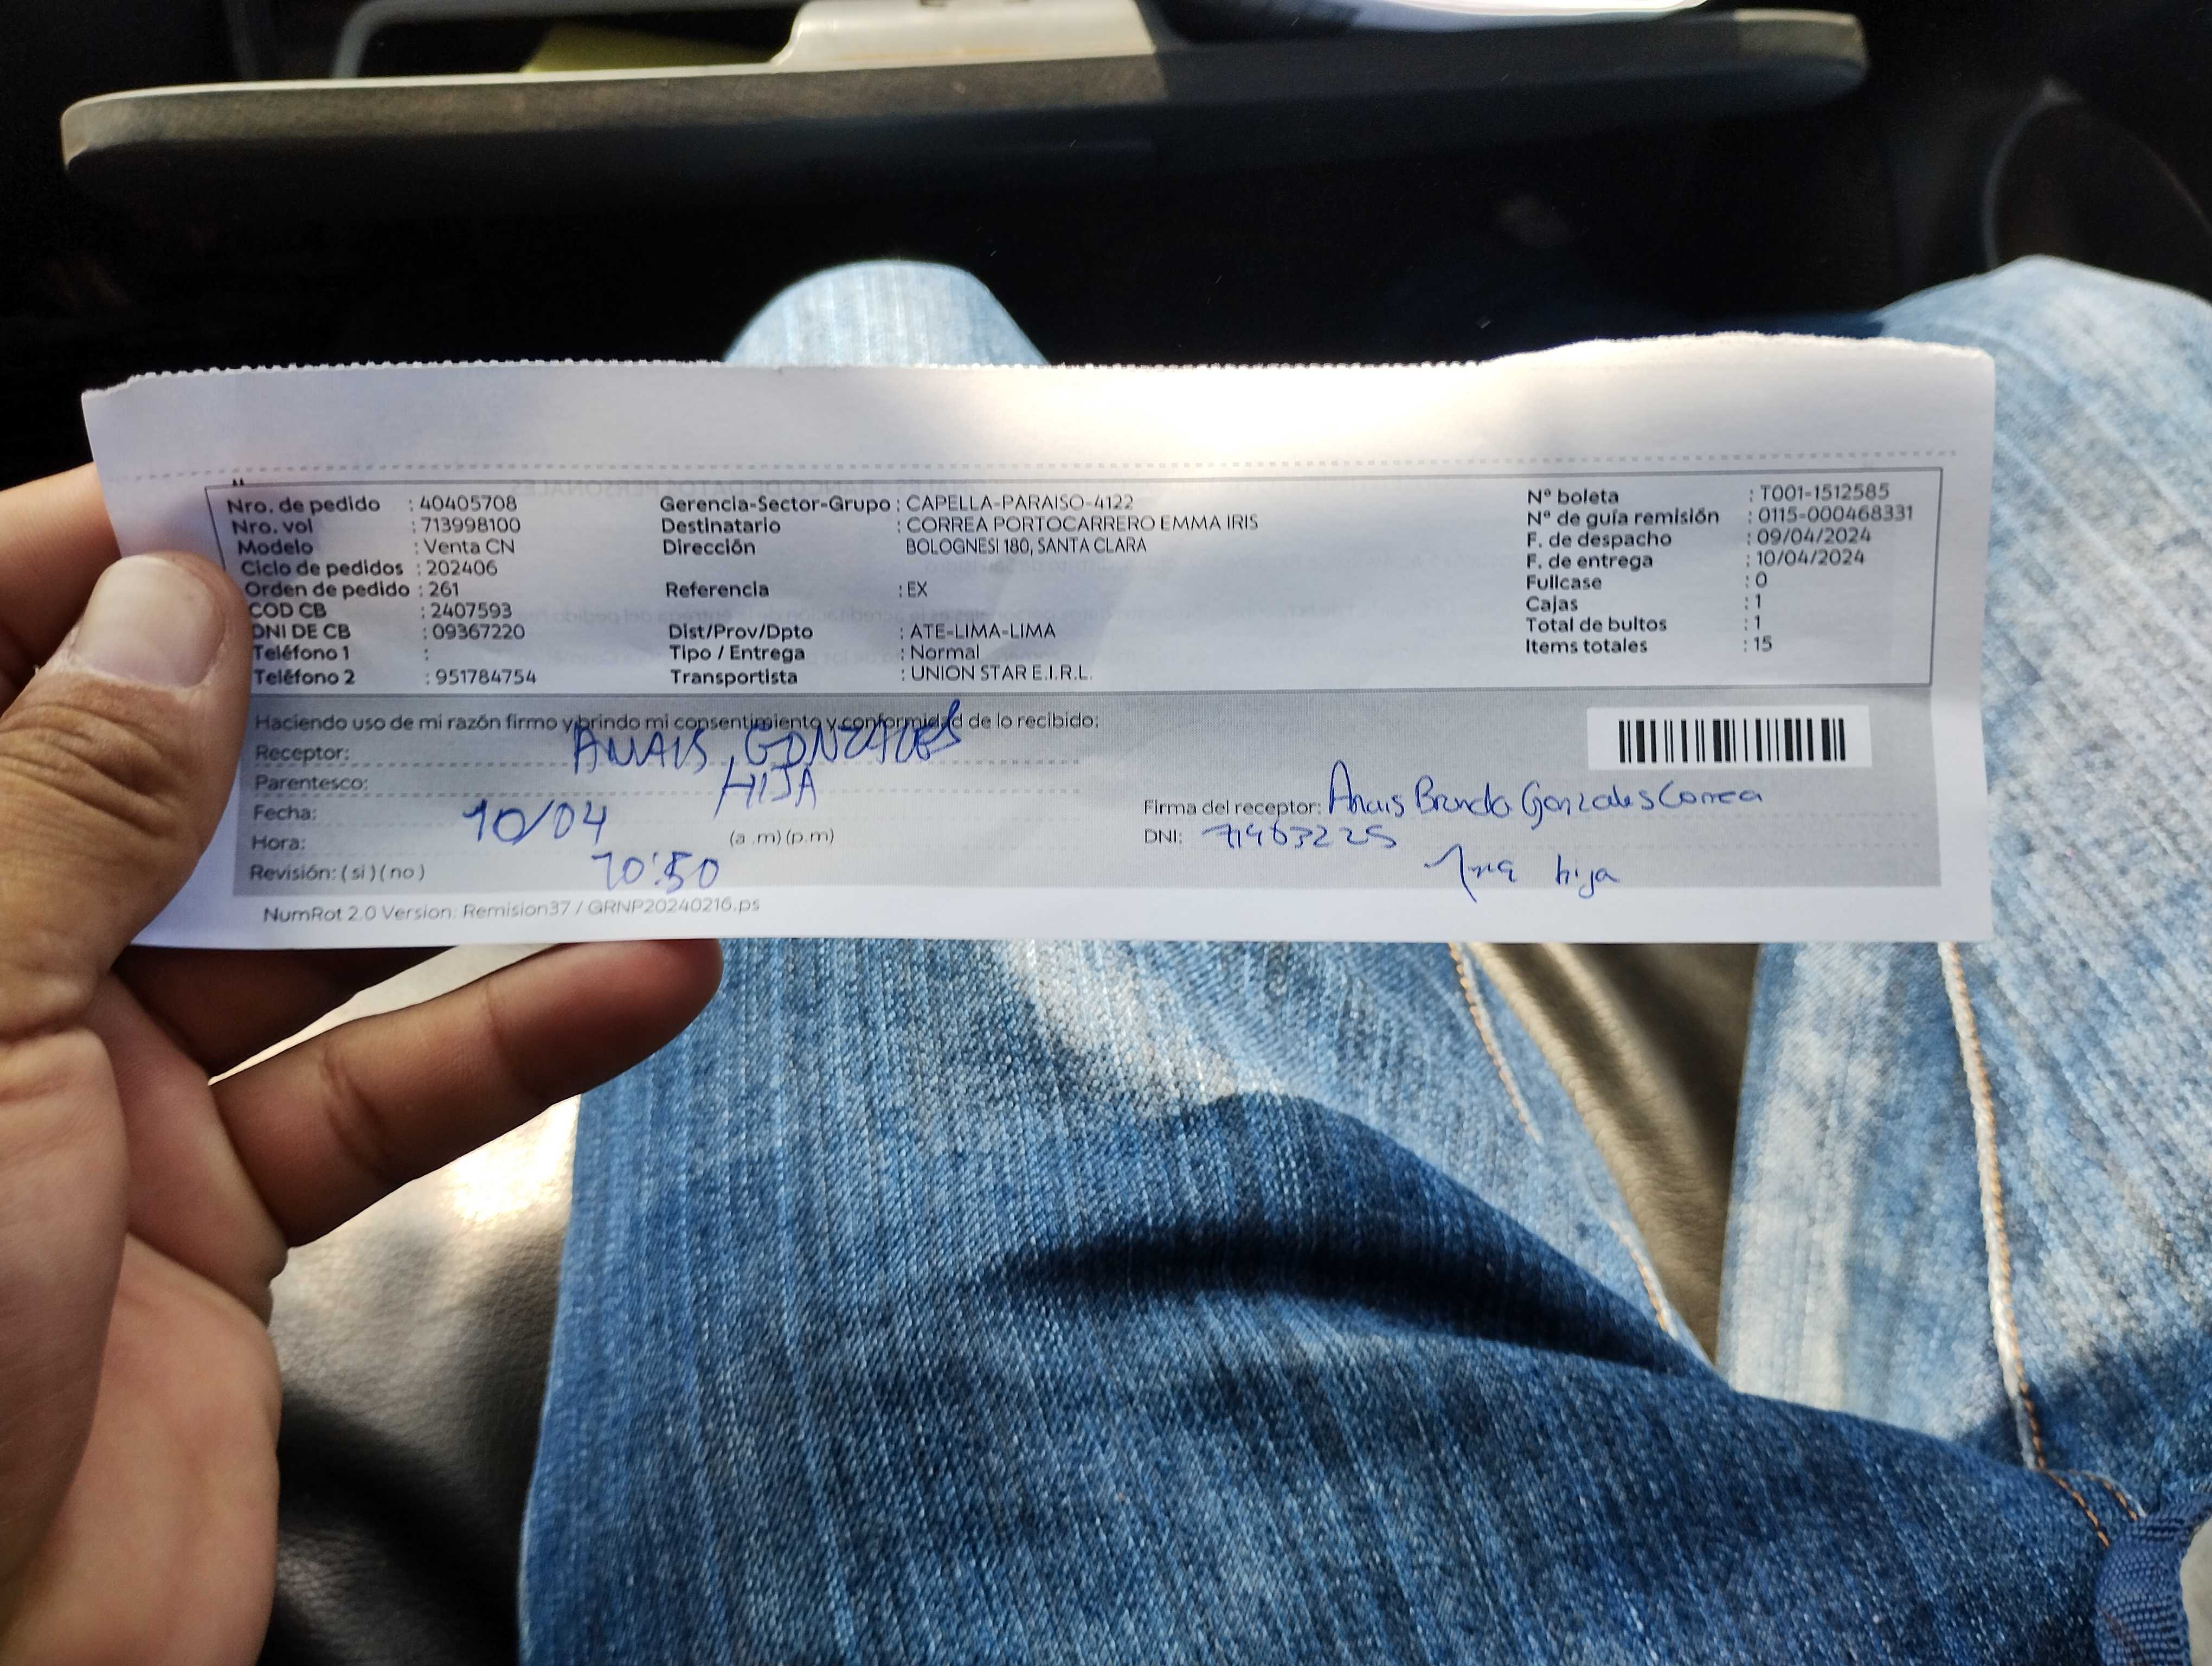 Nro. de pedido : 40405708
Nro. vol : 713998100
Modelo : Venta CN
Ciclo de pedidos : 202406
Orden de pedido : 261
COD CB : 2407593
DNI DE CB : 09367220
Teléfono 1 :
Teléfono 2 : 951784754
Gerencia-Sector-Grupo : CAPELLA-PARAISO-4122
Destinatario : CORREA PORTOCARRERO EMMA IRIS
Dirección BOLOGNESI 180, SANTA CLARA
Referencia : EX
Dist/Prov/Dpto : ATE-LIMA-LIMA
Tipo / Entrega : Normal
Transportista : UNION STAR E.I.R.L.
Nº boleta : T001-1512585
Nº de guía remisión : 0115-000468331
F. de despacho : 09/04/2024
F. de entrega : 10/04/2024
Fullcase : 0
Cajas : 1
Total de bultos : 1
Items totales : 15
Haciendo uso de mi razón firmo y brindo mi consentimiento y conformidad de lo recibido:
Receptor: ANAIS GONZALES
Parentesco: HIJA
Fecha: 10/04
Hora: (a .m) (p.m)
10:50
Revisión: ( si ) ( no )
Firma del receptor: Anais Brenda Gonzales Correa
DNI:
hija
NumRot 2.0 Version: Remision37 / GRNP20240216.ps